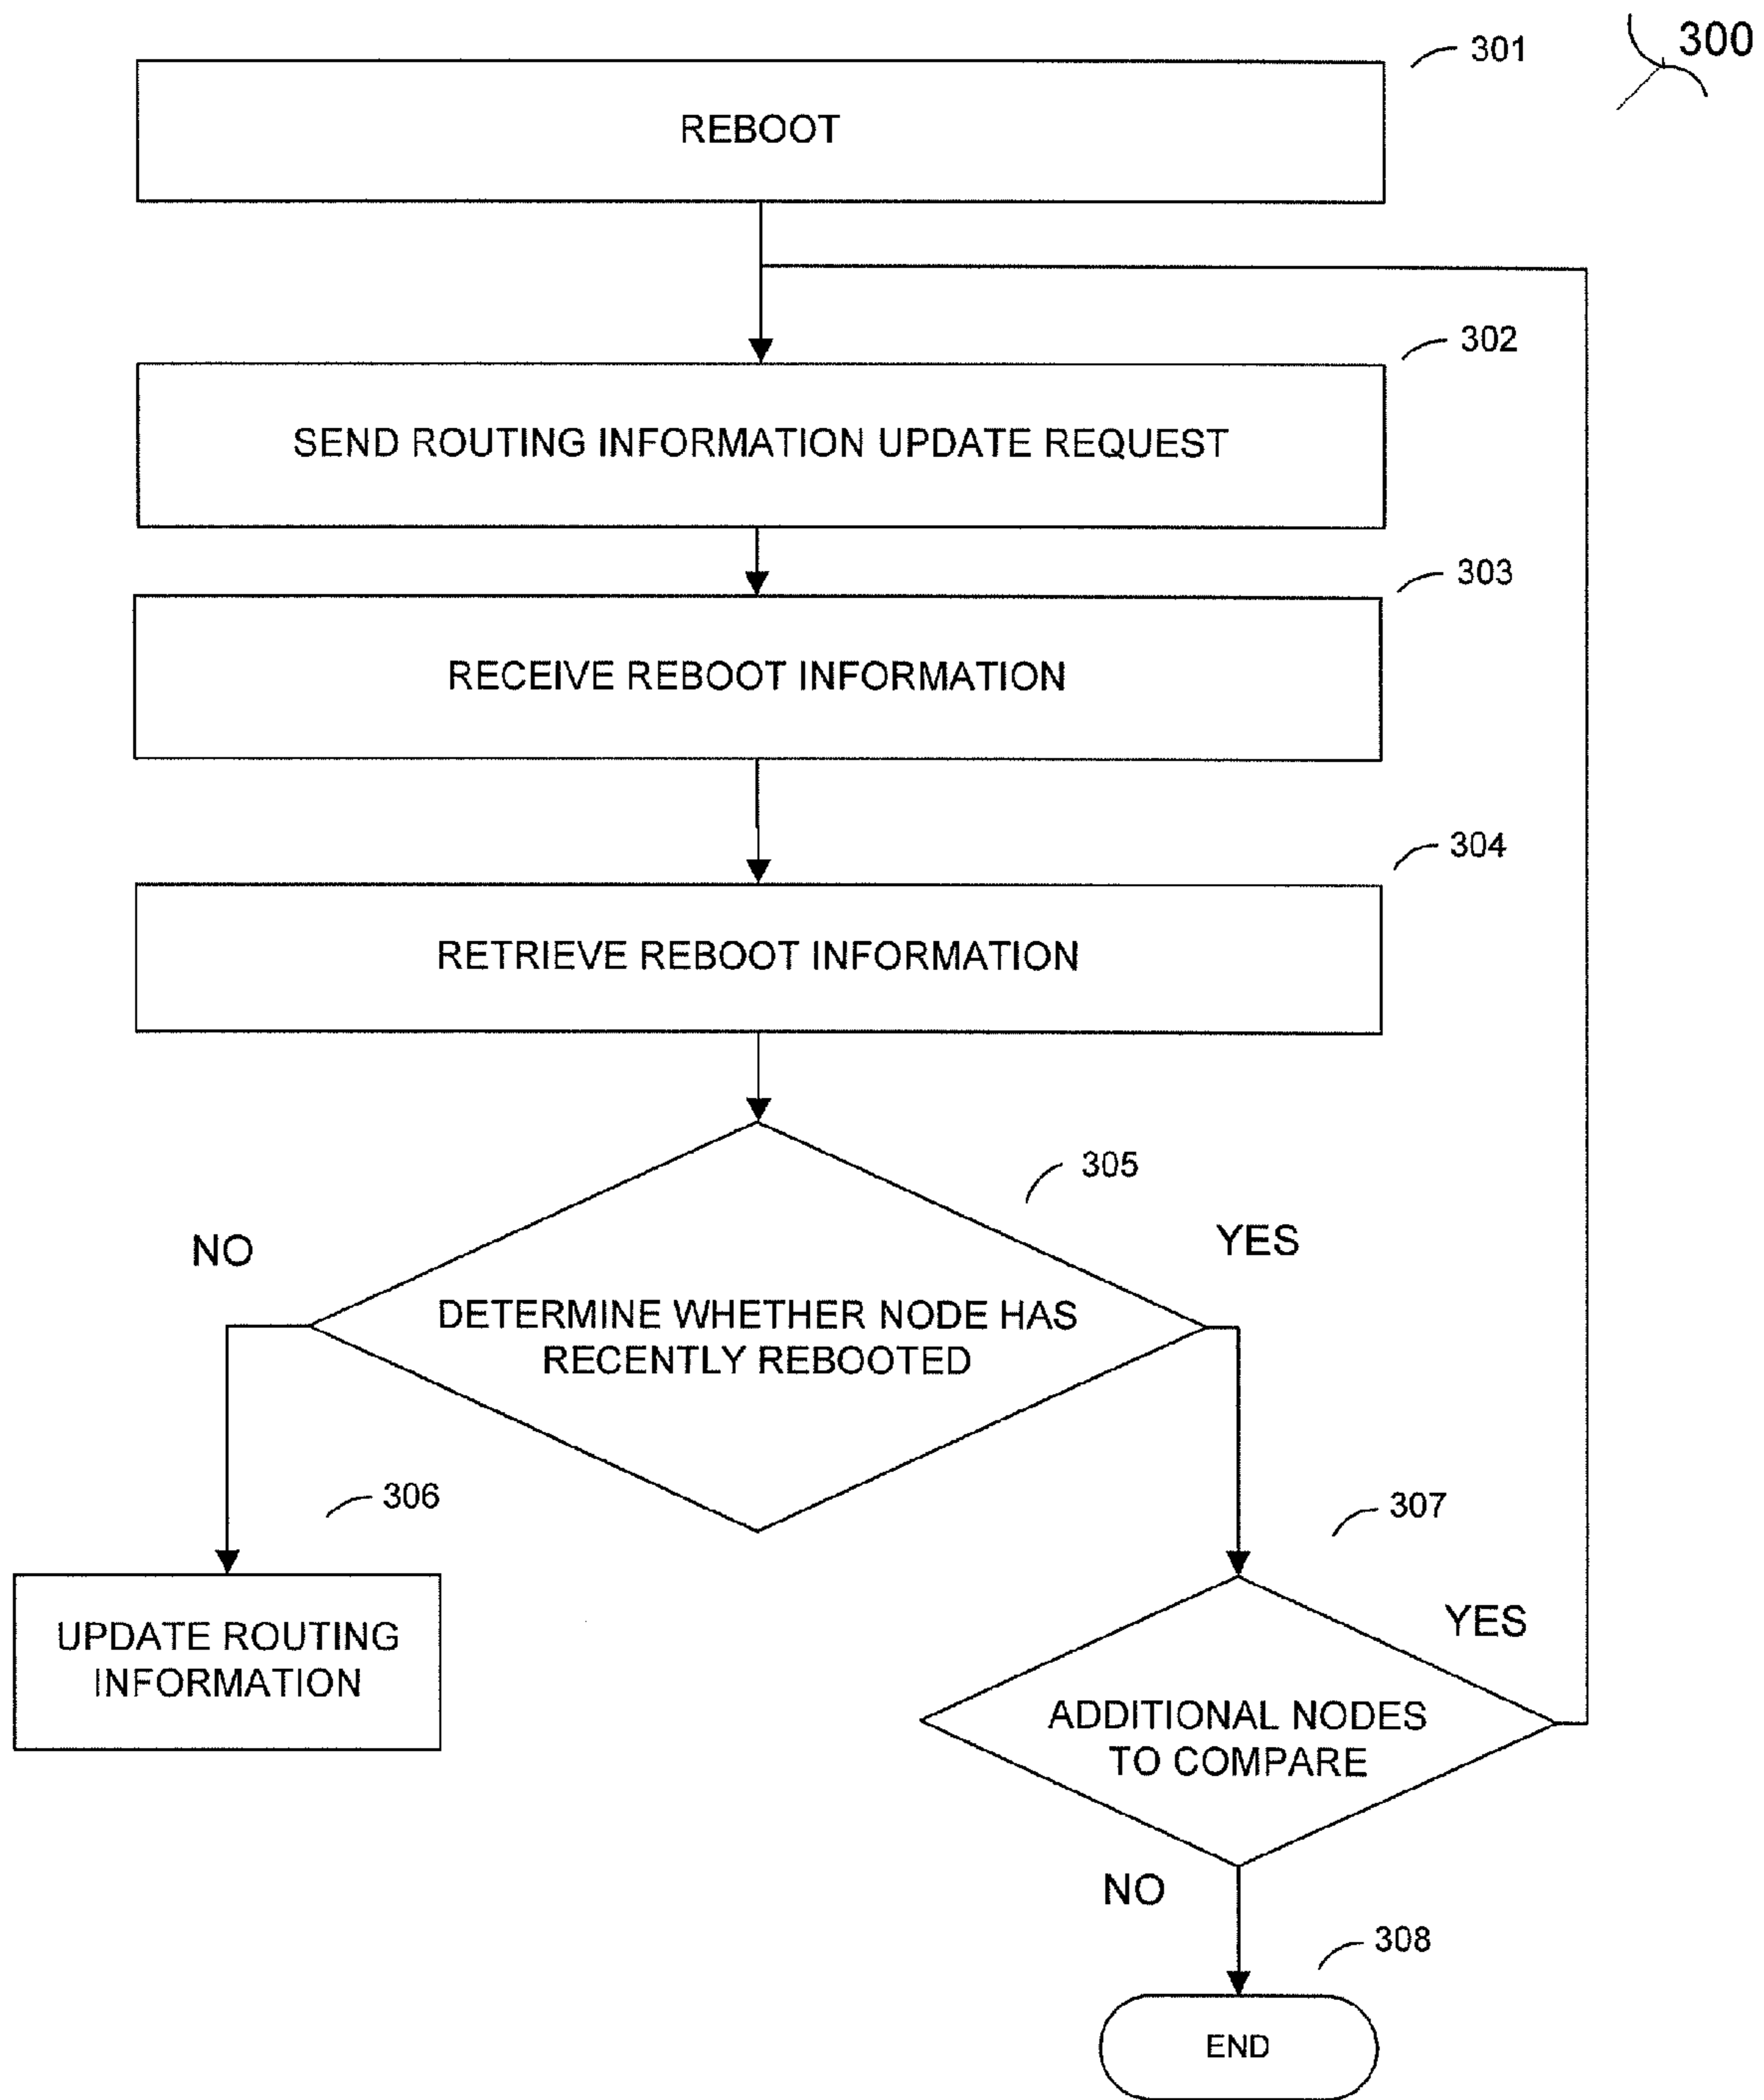 300
301
REBOOT
302
SEND ROUTING INFORMATION UPDATE REQUEST
303
RECEIVE REBOOT INFORMATION
304
RETRIEVE REBOOT INFORMATION
305
NO
YES
DETERMINE WHETHER NODE HAS
RECENTLY REBOOTED
306
307
UPDATE ROUTING
INFORMATION
YES
ADDITIONAL NODES
TO COMPARE
NO
308
END